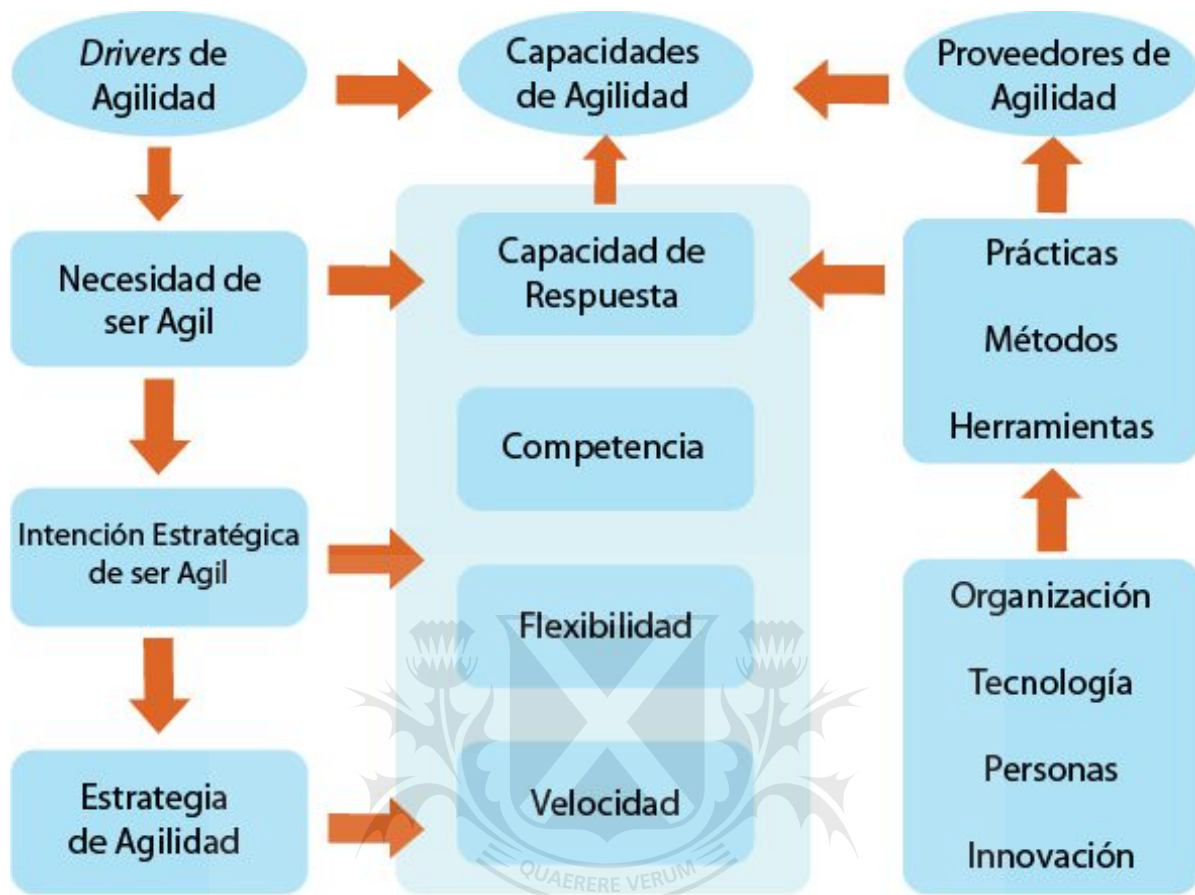 Drivers de
Agilidad
Capacidades
de Agilidad
Proveedores de
Agilidad
Necesidad de
ser Agil
Capacidad de
Respuesta
Prácticas
Métodos
Herramientas
Intención Estratégica
de ser Agil
Competencia
Flexibilidad
Organización
Tecnología
Personas
Innovación
Estrategia
de Agilidad
Velocidad
QUAERERE VERUM